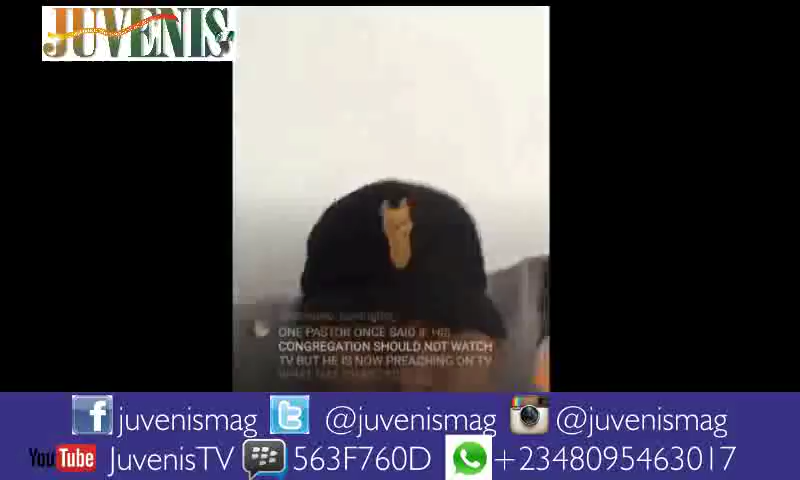 JUVENIS
ONE PASTOR ONCE SAID IF HIS
CONGREGATION SHOULD NOT WATCH
TV BUT HE IS NOW PREACHING ON TV
juvenismag @juvenismag @juvenismag
YouTube JuvenisTV 563F760D +2348095463017